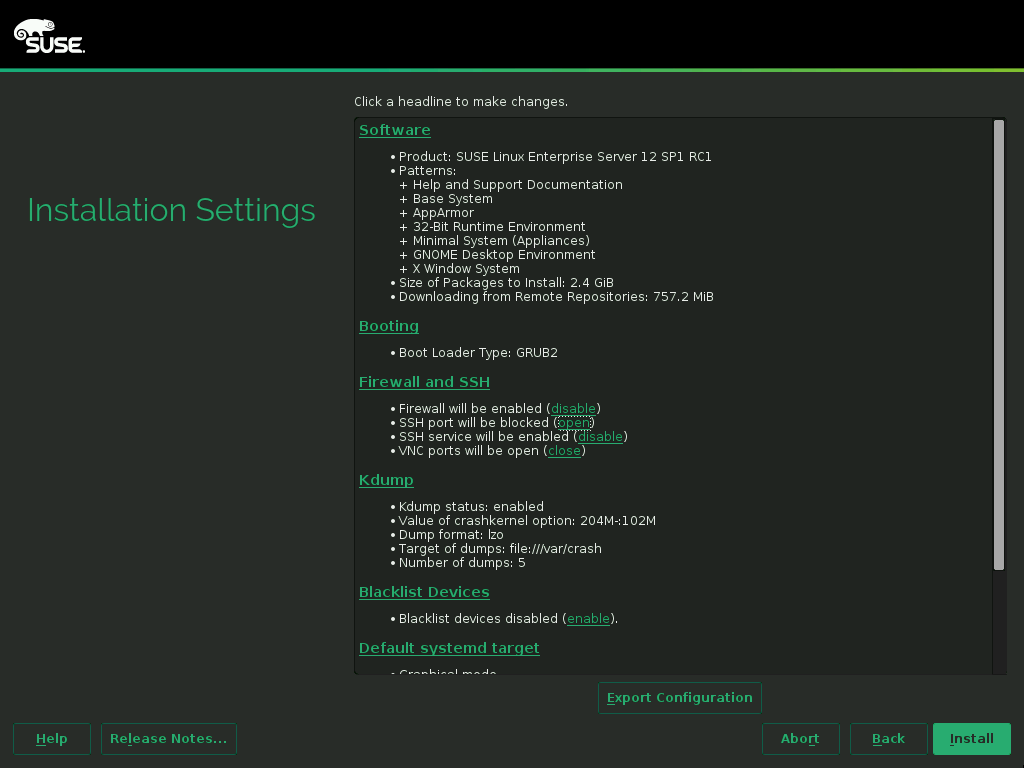 SUSE.
Click a headline to make changes.
Installation Settings
Software
• Product: SUSE Linux Enterprise Server 12 SP1 RC1
• Patterns:
+ Help and Support Documentation
+ Base System
+ AppArmor
+ 32-Bit Runtime Environment
+ Minimal System (Appliances)
+ GNOME Desktop Environment
+ X Window System
• Size of Packages to Install: 2.4 GiB
• Downloading from Remote Repositories: 757.2 MiB
Booting
• Boot Loader Type: GRUB2
Firewall and SSH
• Firewall will be enabled (disable)
• SSH port will be blocked (open)
• SSH service will be enabled (disable)
• VNC ports will be open (close)
Kdump
• Kdump status: enabled
• Value of crashkernel option: 204M-:102M
• Dump format: lzo
• Target of dumps: file:///var/crash
• Number of dumps: 5
Blacklist Devices
• Blacklist devices disabled (enable).
Default systemd target
• Graphical mode
Export Configuration
Help Release Notes... Abort Back Install